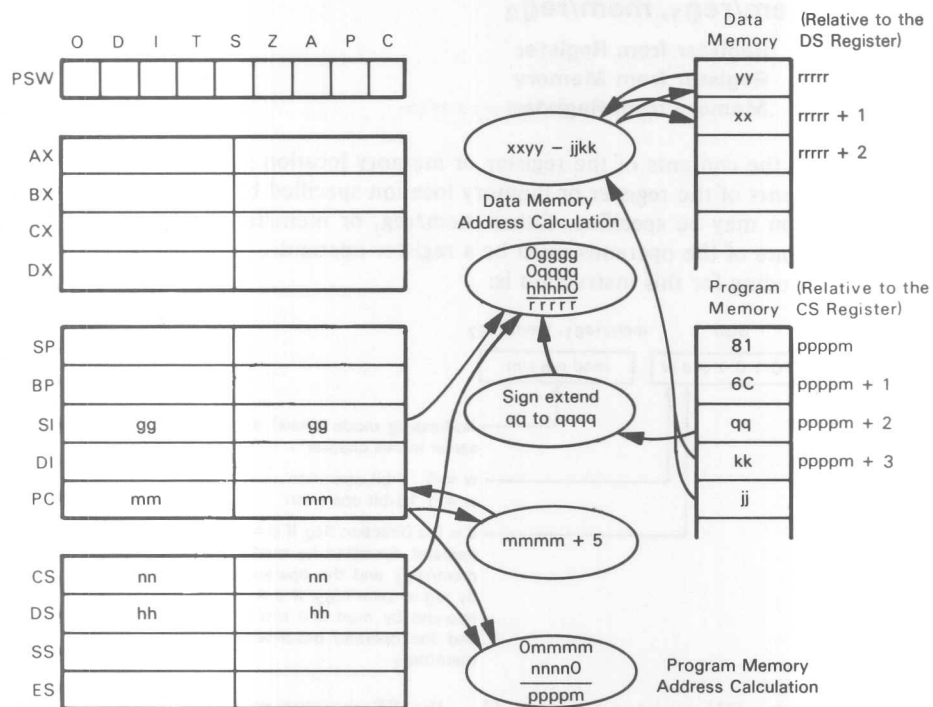 O D I T S Z A P C
PSW
AX
BX
CX
DX
SP
BP
SI gg gg
DI
PC mm mm
CS nn nn
DS hh hh
SS
ES
xxyy – jjkk
Data Memory
Address Calculation
0gggg
0qqqq
hhhh0
rrrrr
Sign extend
qq to qqqq
mmmm + 5
0mmmm
nnnn0
ppppm
Program Memory
Address Calculation
Data
Memory
(Relative to the
DS Register)
yy rrrrr
xx rrrrr + 1
rrrrr + 2
Program
Memory
(Relative to the
CS Register)
81 ppppm
6C ppppm + 1
qq ppppm + 2
kk ppppm + 3
jj